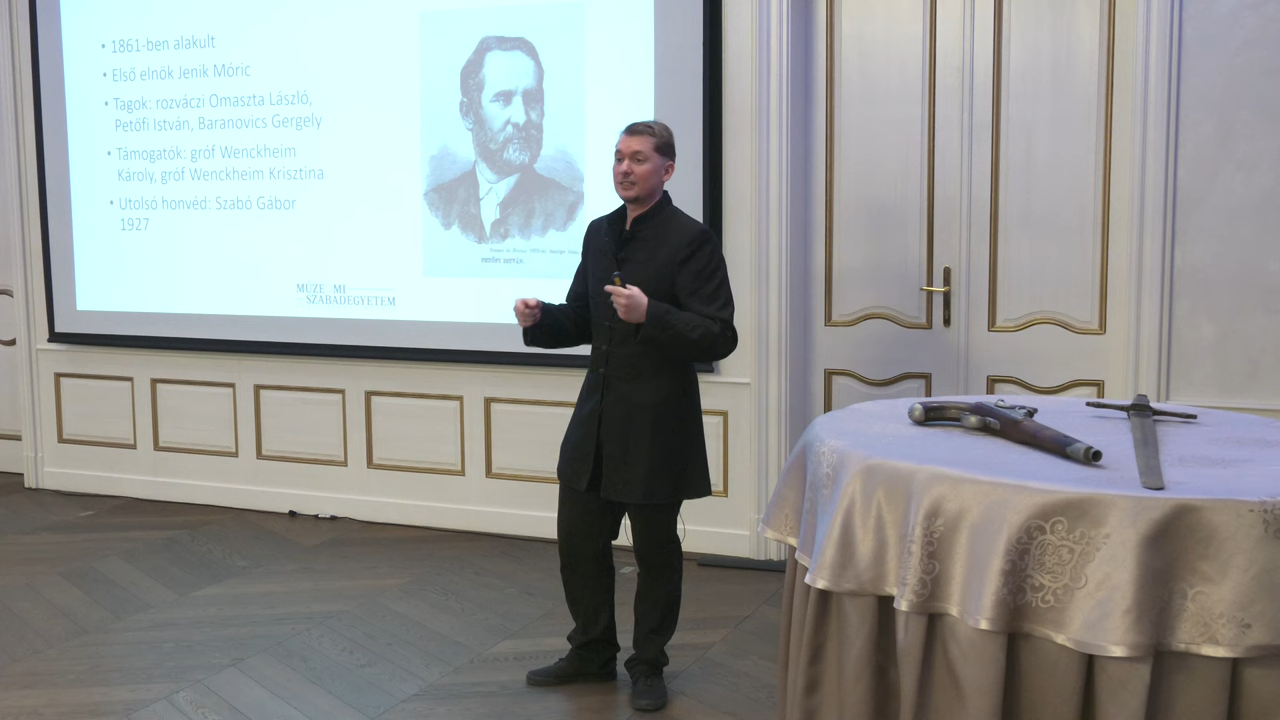 • 1861-ben alakult
• Első elnök Jenik Móric
• Tagok: rozváczi Omaszta László,
Petőfi István, Baranovics Gergely
• Támogatók: gróf Wenckheim
Károly, gróf Wenckheim Krisztina
• Utolsó honvéd: Szabó Gábor
1927
MÚZE MI
SZABADEGYETEM